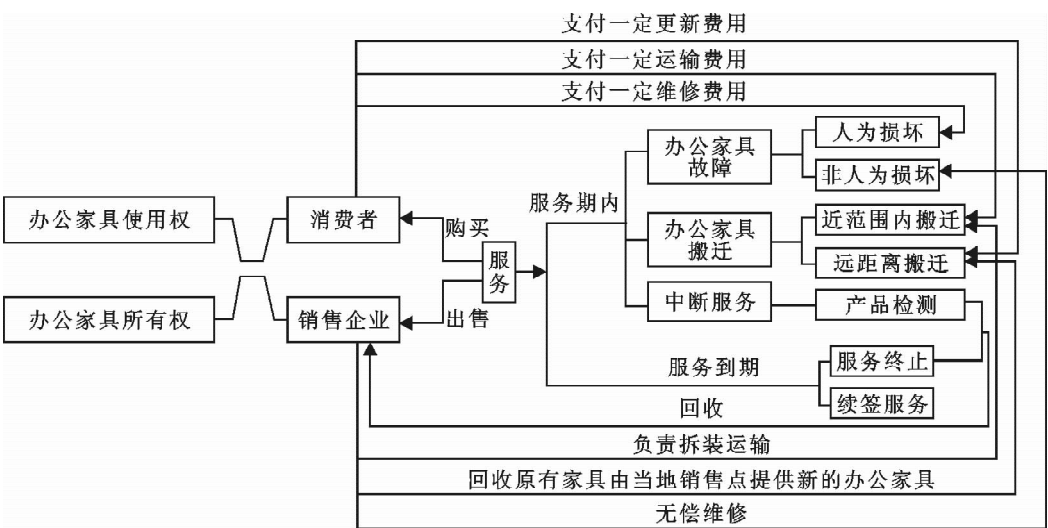 支付一定更新费用
支付一定运输费用
支付一定维修费用
办公家具
故障
人为损坏
非人为损坏
服务期内
办公家具使用权
消费者
购买
服
务
办公家具
搬迁
近范围内搬迁
远距离搬迁
办公家具所有权
销售企业
出售
中断服务
产品检测
服务到期
服务终止
续签服务
回收
负责拆装运输
回收原有家具由当地销售点提供新的办公家具
无偿维修